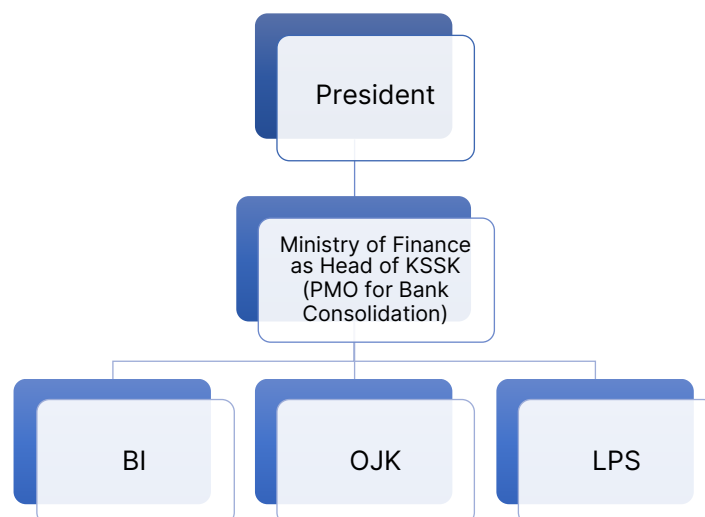 President
Ministry of Finance
as Head of KSSK
(PMO for Bank
Consolidation)
BI
OJK
LPS